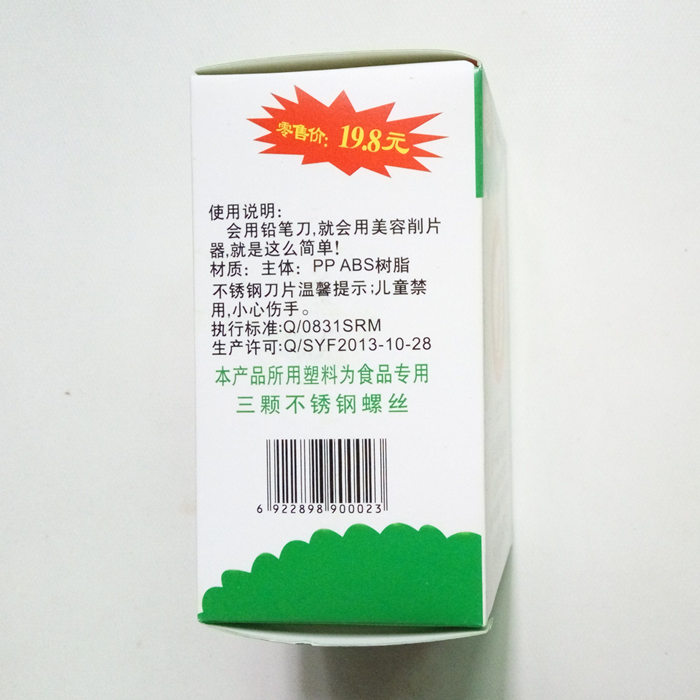 零售价：19.8元
使用说明：
会用铅笔刀,就会用美容削片
器,就是这么简单！
材质：主体：PP ABS树脂
不锈钢刀片温馨提示:儿童禁
用,小心伤手。
执行标准:Q/0831SRM
生产许可:Q/SYF2013-10-28
本产品所用塑料为食品专用
三颗不锈钢螺丝
6 922898 900023